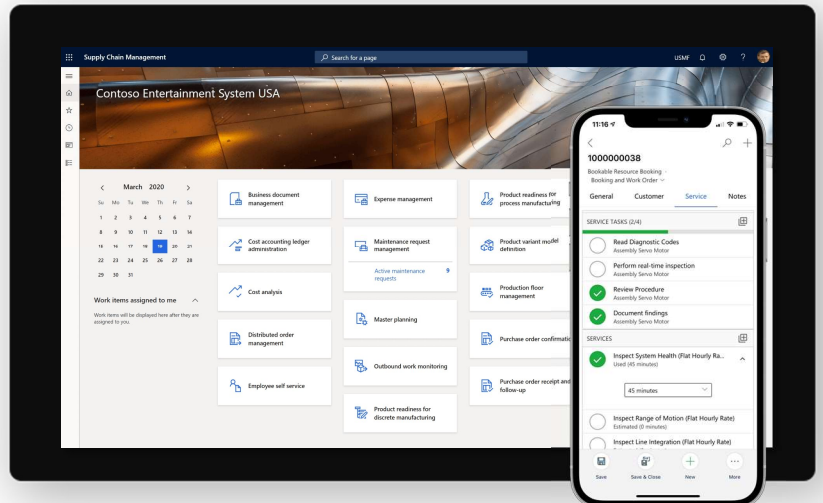 Supply Chain Management
Search for a page
USMF
?
Contoso Entertainment System USA
March 2020
Su Mo Tu We Th Fr Sa
1 2 3 4 5 6 7
8 9 10 11 12 13 14
15 16 17 18 19 20 21
22 23 24 25 26 27 28
29 30 31
Work items assigned to me
Work items will be displayed here after they are
assigned to you.
Business document
management
Cost accounting ledger
administration
Cost analysis
Distributed order
management
Employee self service
Expense management
Maintenance request
management
Active maintenance
requests
9
Master planning
Outbound work monitoring
Product readiness for
discrete manufacturing
Product readiness for
process manufacturing
Product variant model
definition
Production floor
management
Purchase order confirmatio
Purchase order receipt and
follow-up
11:16
1000000038
Bookable Resource Booking ·
Booking and Work Order
General Customer Service Notes
SERVICE TASKS (2/4)
Read Diagnostic Codes
Assembly Servo Motor
Perform real-time inspection
Assembly Servo Motor
Review Procedure
Assembly Servo Motor
Document findings
Assembly Servo Motor
SERVICES
Inspect System Health (Flat Hourly Ra...
Used (45 minutes)
45 minutes
Inspect Range of Motion (Flat Hourly Rate)
Estimated (0 minutes)
Inspect Line Integration (Flat Hourly Rate)
Save Save & Close New More